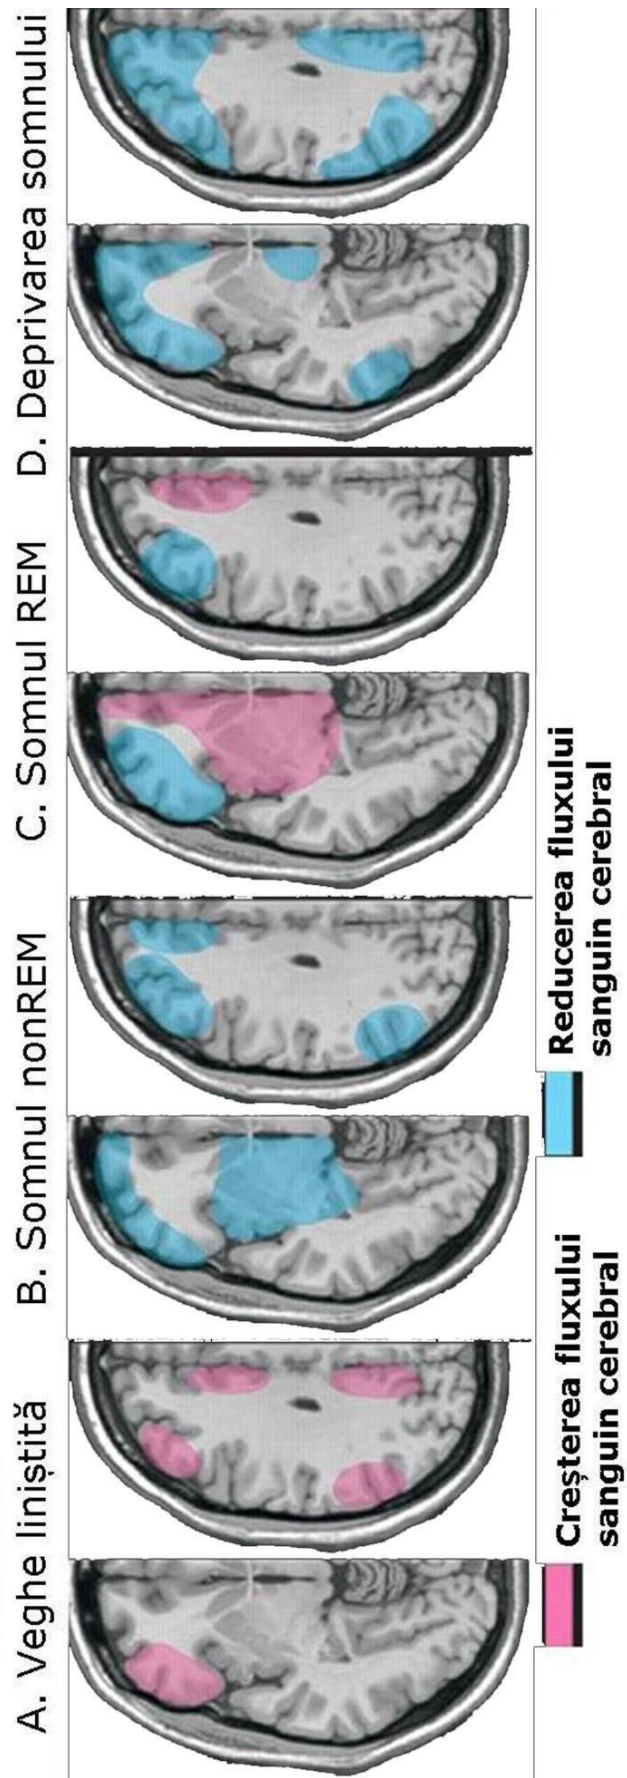 A. Veghe liniștită
B. Somnul nonREM
C. Somnul REM
D. Deprivarea somnului
Creșterea fluxului
sanguin cerebral
Reducerea fluxului
sanguin cerebral